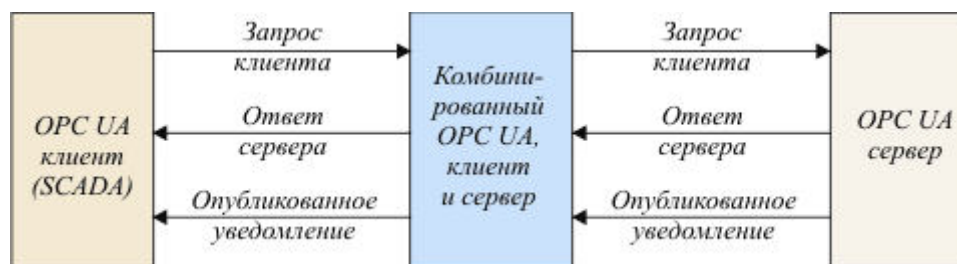 Запрос
клиента
Запрос
клиента
OPC UA
клиент
(SCADA)
Ответ
сервера
Комбини-
рованный
OPC UA,
клиент
и сервер
Ответ
сервера
OPC UA
сервер
Опубликованное
уведомление
Опубликованное
уведомление